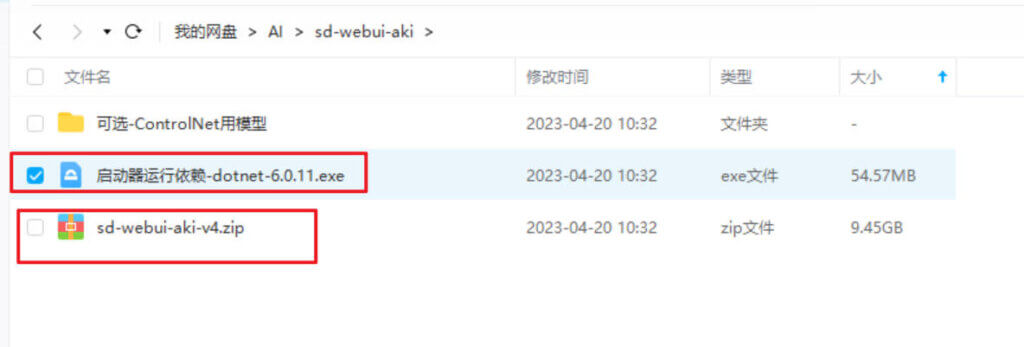 我的网盘 > AI > sd-webui-aki >
文件名 修改时间 类型 大小
可选-ControlNet用模型 2023-04-20 10:32 文件夹 -
启动器运行依赖-dotnet-6.0.11.exe 2023-04-20 10:32 exe文件 54.57MB
sd-webui-aki-v4.zip 2023-04-20 10:32 zip文件 9.45GB